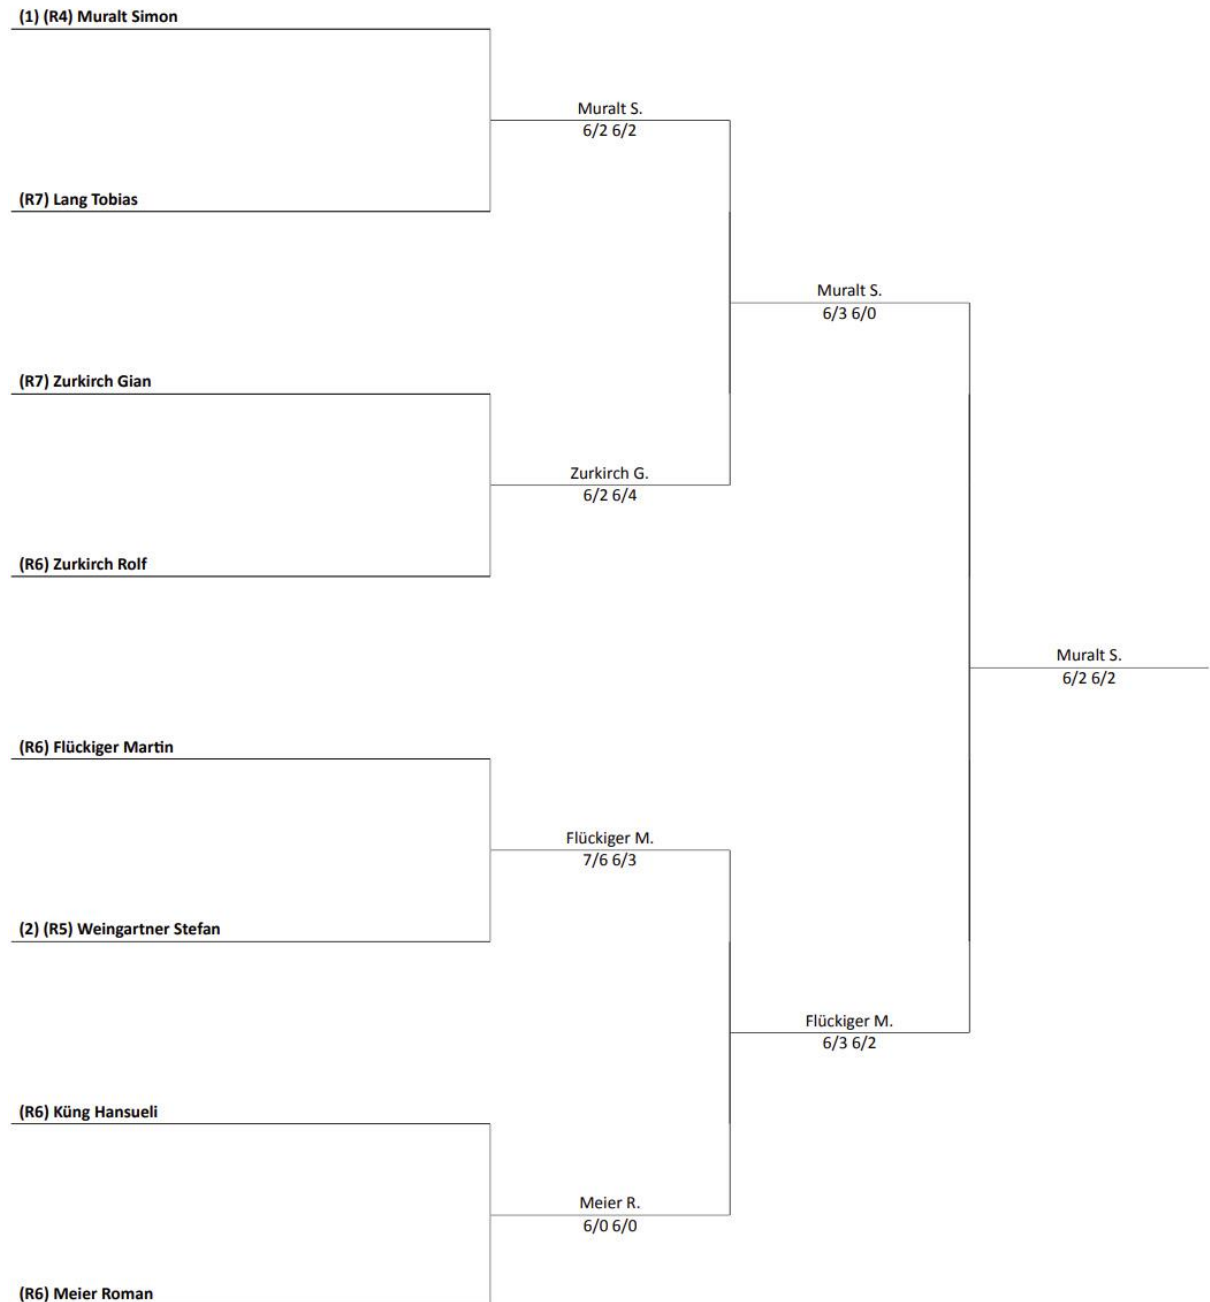 (1) (R4) Muralt Simon
Muralt S.
6/2 6/2
(R7) Lang Tobias
Muralt S.
6/3 6/0
(R7) Zurkirch Gian
Zurkirch G.
6/2 6/4
(R6) Zurkirch Rolf
Muralt S.
6/2 6/2
(R6) Flückiger Martin
Flückiger M.
7/6 6/3
(2) (R5) Weingartner Stefan
Flückiger M.
6/3 6/2
(R6) Küng Hansueli
Meier R.
6/0 6/0
(R6) Meier Roman